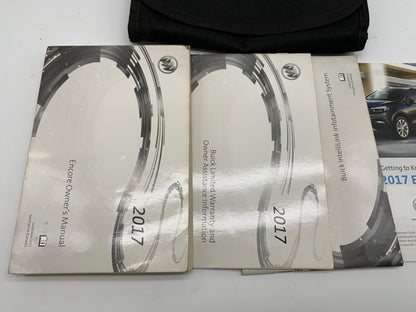 Encore Owner's Manual
2017
Buick Limited Warranty and
Owner Assistance Information
2017
Buick IntelliLink Infotainment System
Getting to Kn
2017